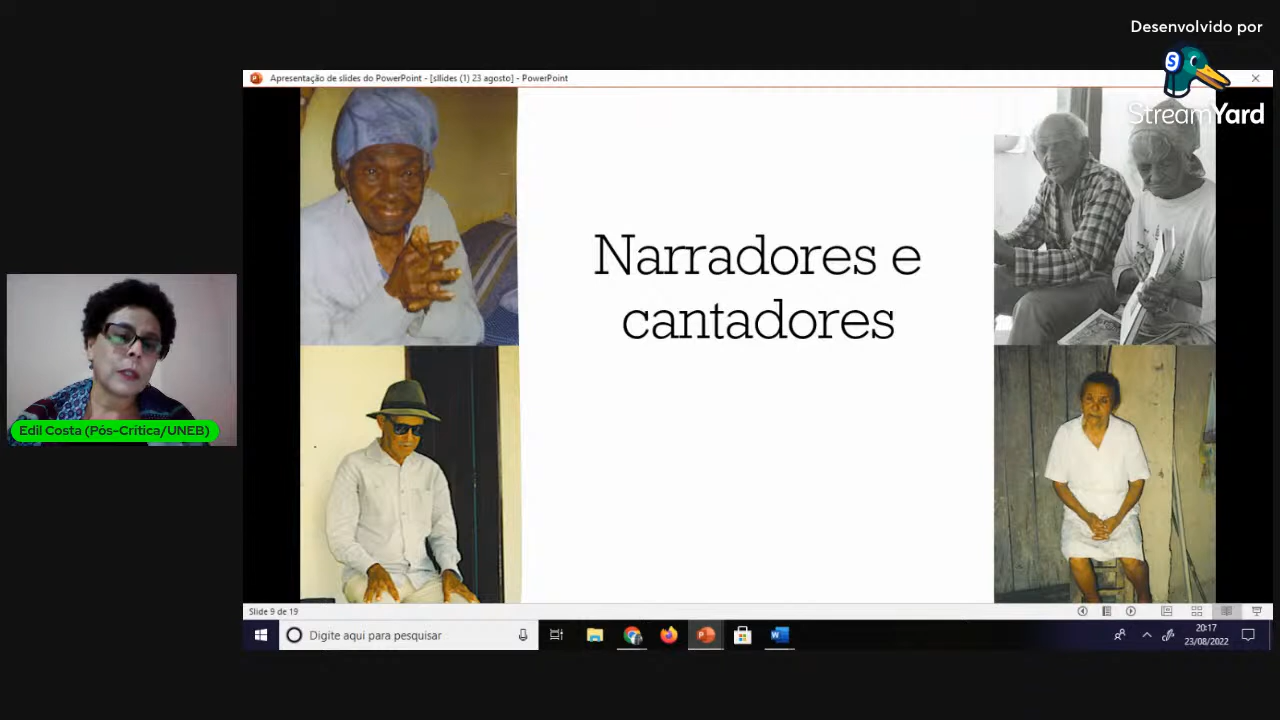 Desenvolvido por
StreamYard
Apresentação de slides do PowerPoint - [sllides (1) 23 agosto] - PowerPoint
Narradores e
cantadores
Edil Costa (Pós-Crítica/UNEB)
Slide 9 de 19
Digite aqui para pesquisar
20:17
23/08/2022